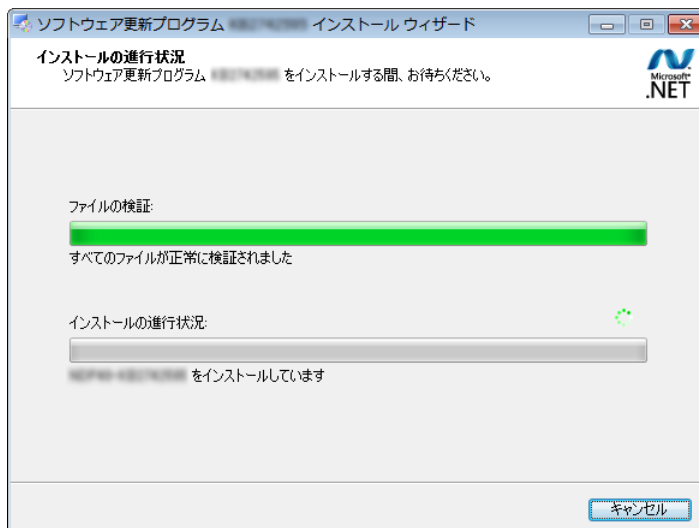 ソフトウェア更新プログラム インストール ウィザード
インストールの進行状況
ソフトウェア更新プログラム をインストールする間、お待ちください。
Microsoft
.NET
ファイルの検証:
すべてのファイルが正常に検証されました
インストールの進行状況:
をインストールしています
キャンセル